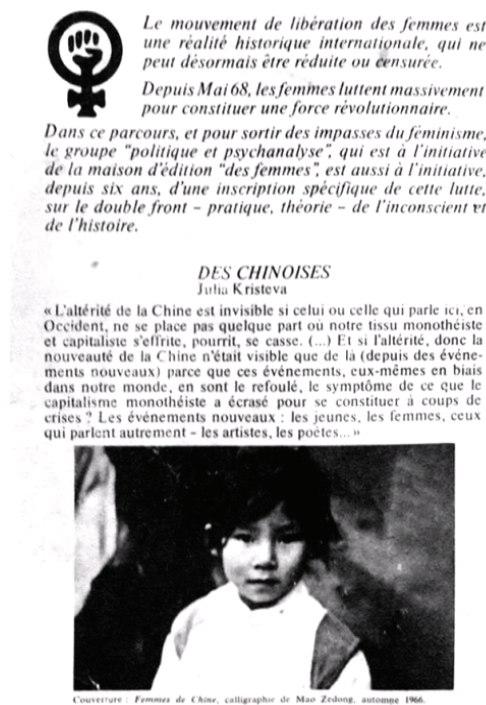 Le mouvement de libération des femmes est
une réalité historique internationale, qui ne
peut désormais être réduite ou censurée.
Depuis Mai 68, les femmes luttent massivement
pour constituer une force révolutionnaire.
Dans ce parcours, et pour sortir des impasses du féminisme,
le groupe "politique et psychanalyse", qui est à l'initiative
de la maison d'édition "des femmes", est aussi à l'initiative,
depuis six ans, d'une inscription spécifique de cette lutte,
sur le double front – pratique, théorie – de l'inconscient et
de l'histoire.
DES CHINOISES
Julia Kristeva
« L'altérité de la Chine est invisible si celui ou celle qui parle ici, en
Occident, ne se place pas quelque part où notre tissu monothéiste
et capitaliste s'effrite, pourrit, se casse. (...) Et si l'altérité, donc la
nouveauté de la Chine n'était visible que de là (depuis des événe-
ments nouveaux) parce que ces événements, eux-mêmes en biais
dans notre monde, en sont le refoulé, le symptôme de ce que le
capitalisme monothéiste a écrasé pour se constituer à coups de
crises ? Les événements nouveaux : les jeunes, les femmes, ceux
qui parlent autrement – les artistes, les poètes... »
Couverture : Femmes de Chine, calligraphie de Mao Zedong, automne 1966.